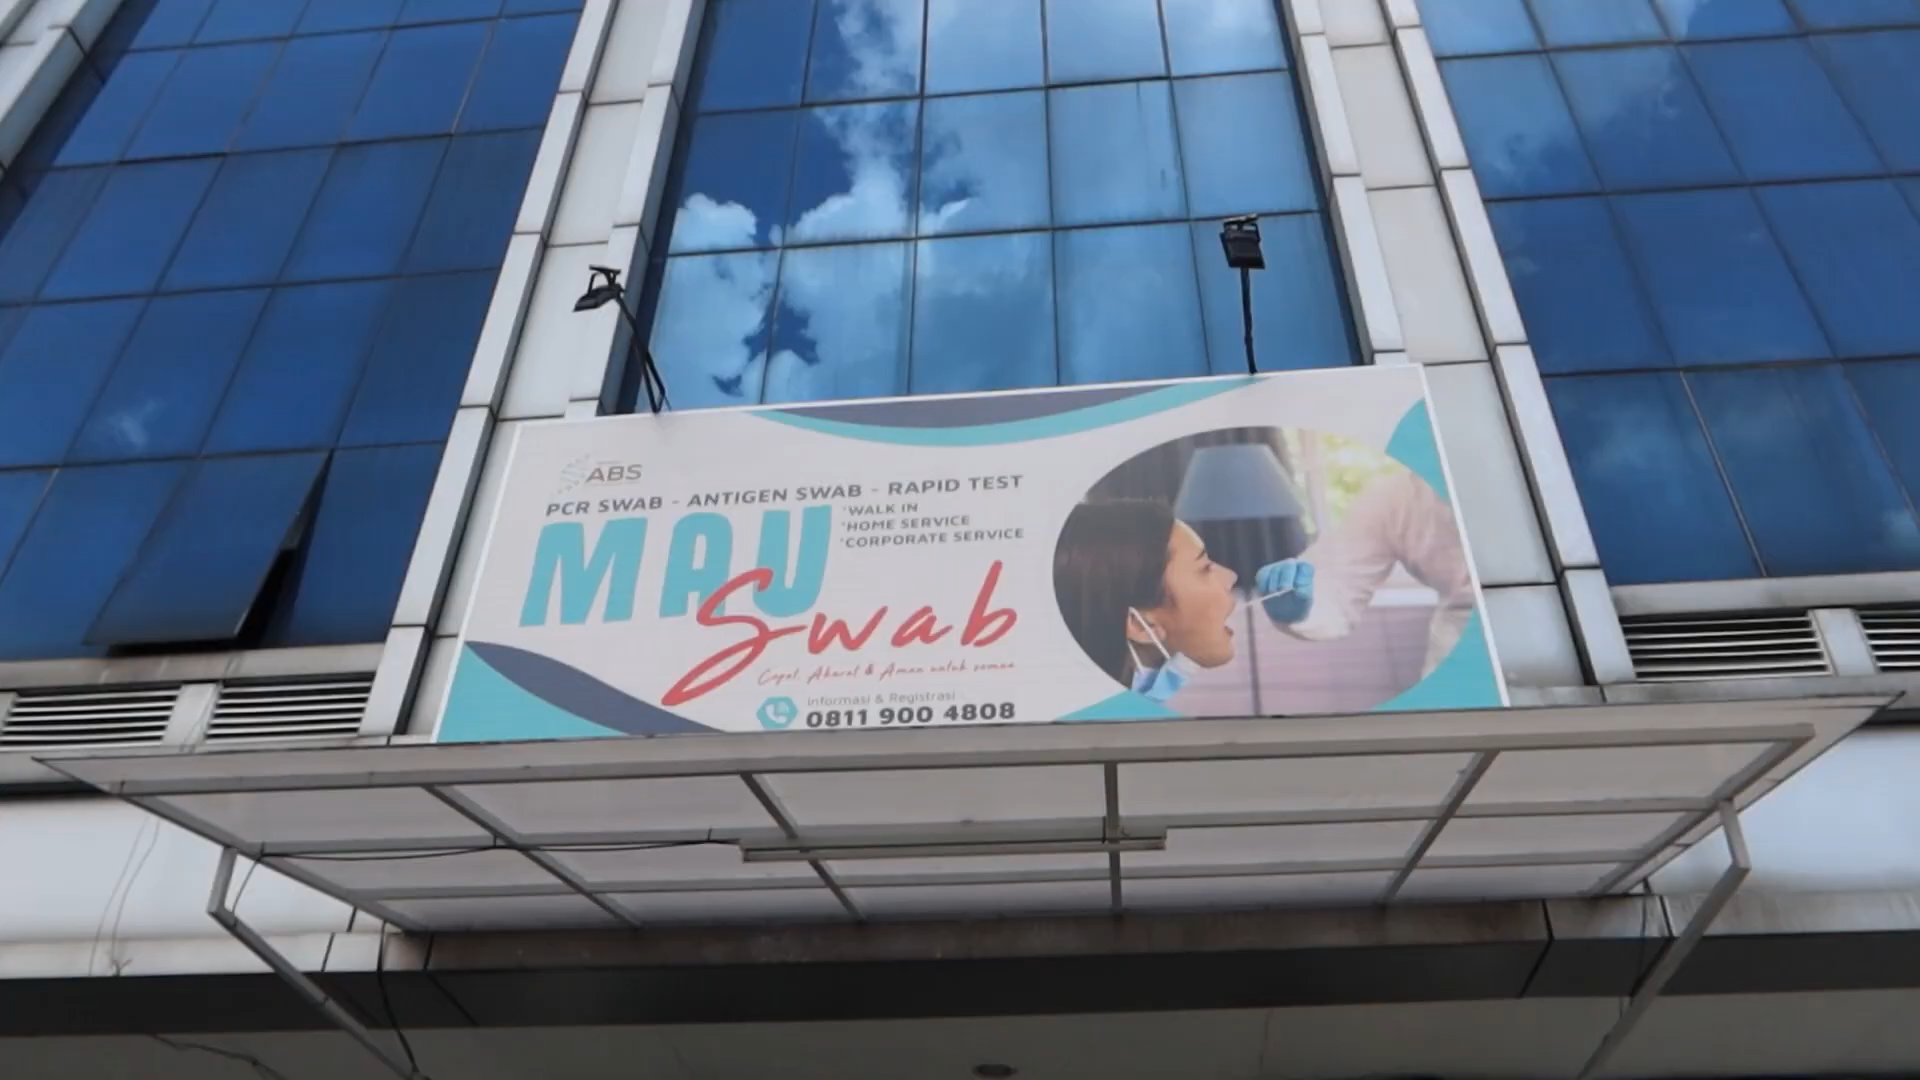 ABS
PCR SWAB - ANTIGEN SWAB - RAPID TEST
MAU
Swab
*WALK IN
*HOME SERVICE
*CORPORATE SERVICE
Cepat, Akurat & Aman untuk semua
Informasi & Registrasi :
0811 900 4808